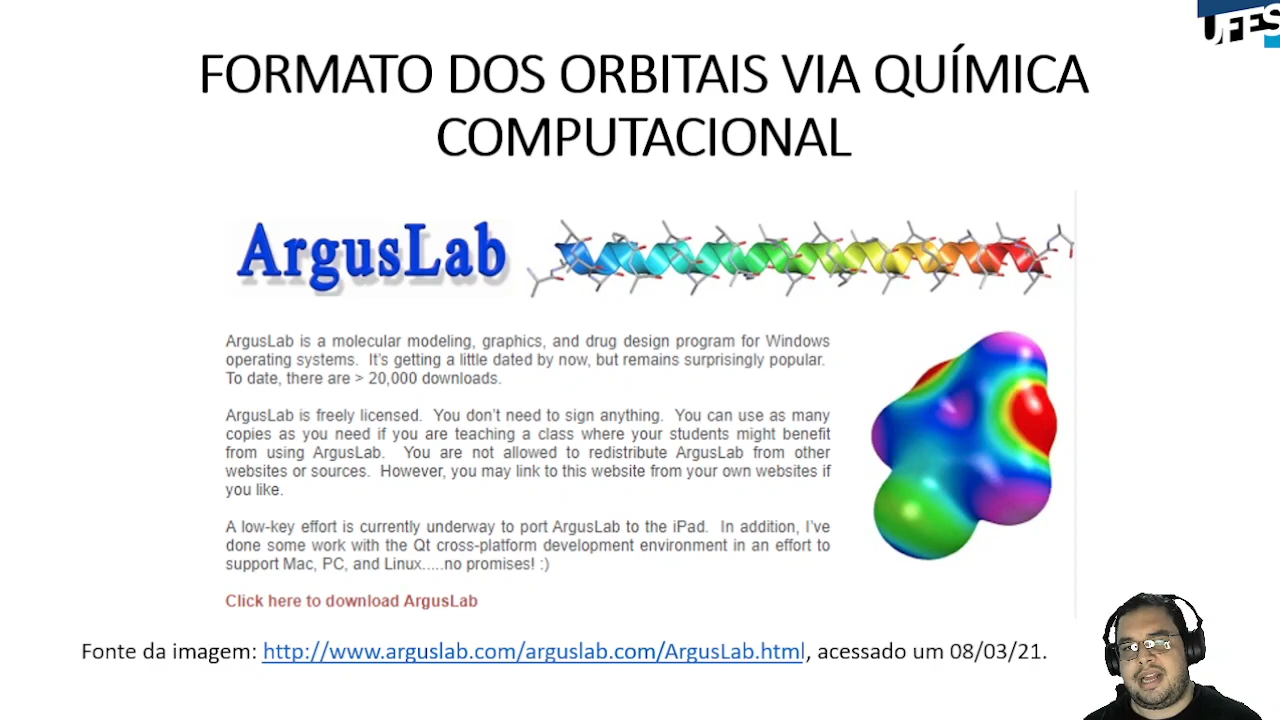 UFES
FORMATO DOS ORBITAIS VIA QUÍMICA
COMPUTACIONAL
ArgusLab
ArgusLab is a molecular modeling, graphics, and drug design program for Windows
operating systems. It's getting a little dated by now, but remains surprisingly popular.
To date, there are > 20,000 downloads.
ArgusLab is freely licensed. You don't need to sign anything. You can use as many
copies as you need if you are teaching a class where your students might benefit
from using ArgusLab. You are not allowed to redistribute ArgusLab from other
websites or sources. However, you may link to this website from your own websites if
you like.
A low-key effort is currently underway to port ArgusLab to the iPad. In addition, I've
done some work with the Qt cross-platform development environment in an effort to
support Mac, PC, and Linux.....no promises! :)
Click here to download ArgusLab
Fonte da imagem: http://www.arguslab.com/arguslab.com/ArgusLab.html, acessado um 08/03/21.